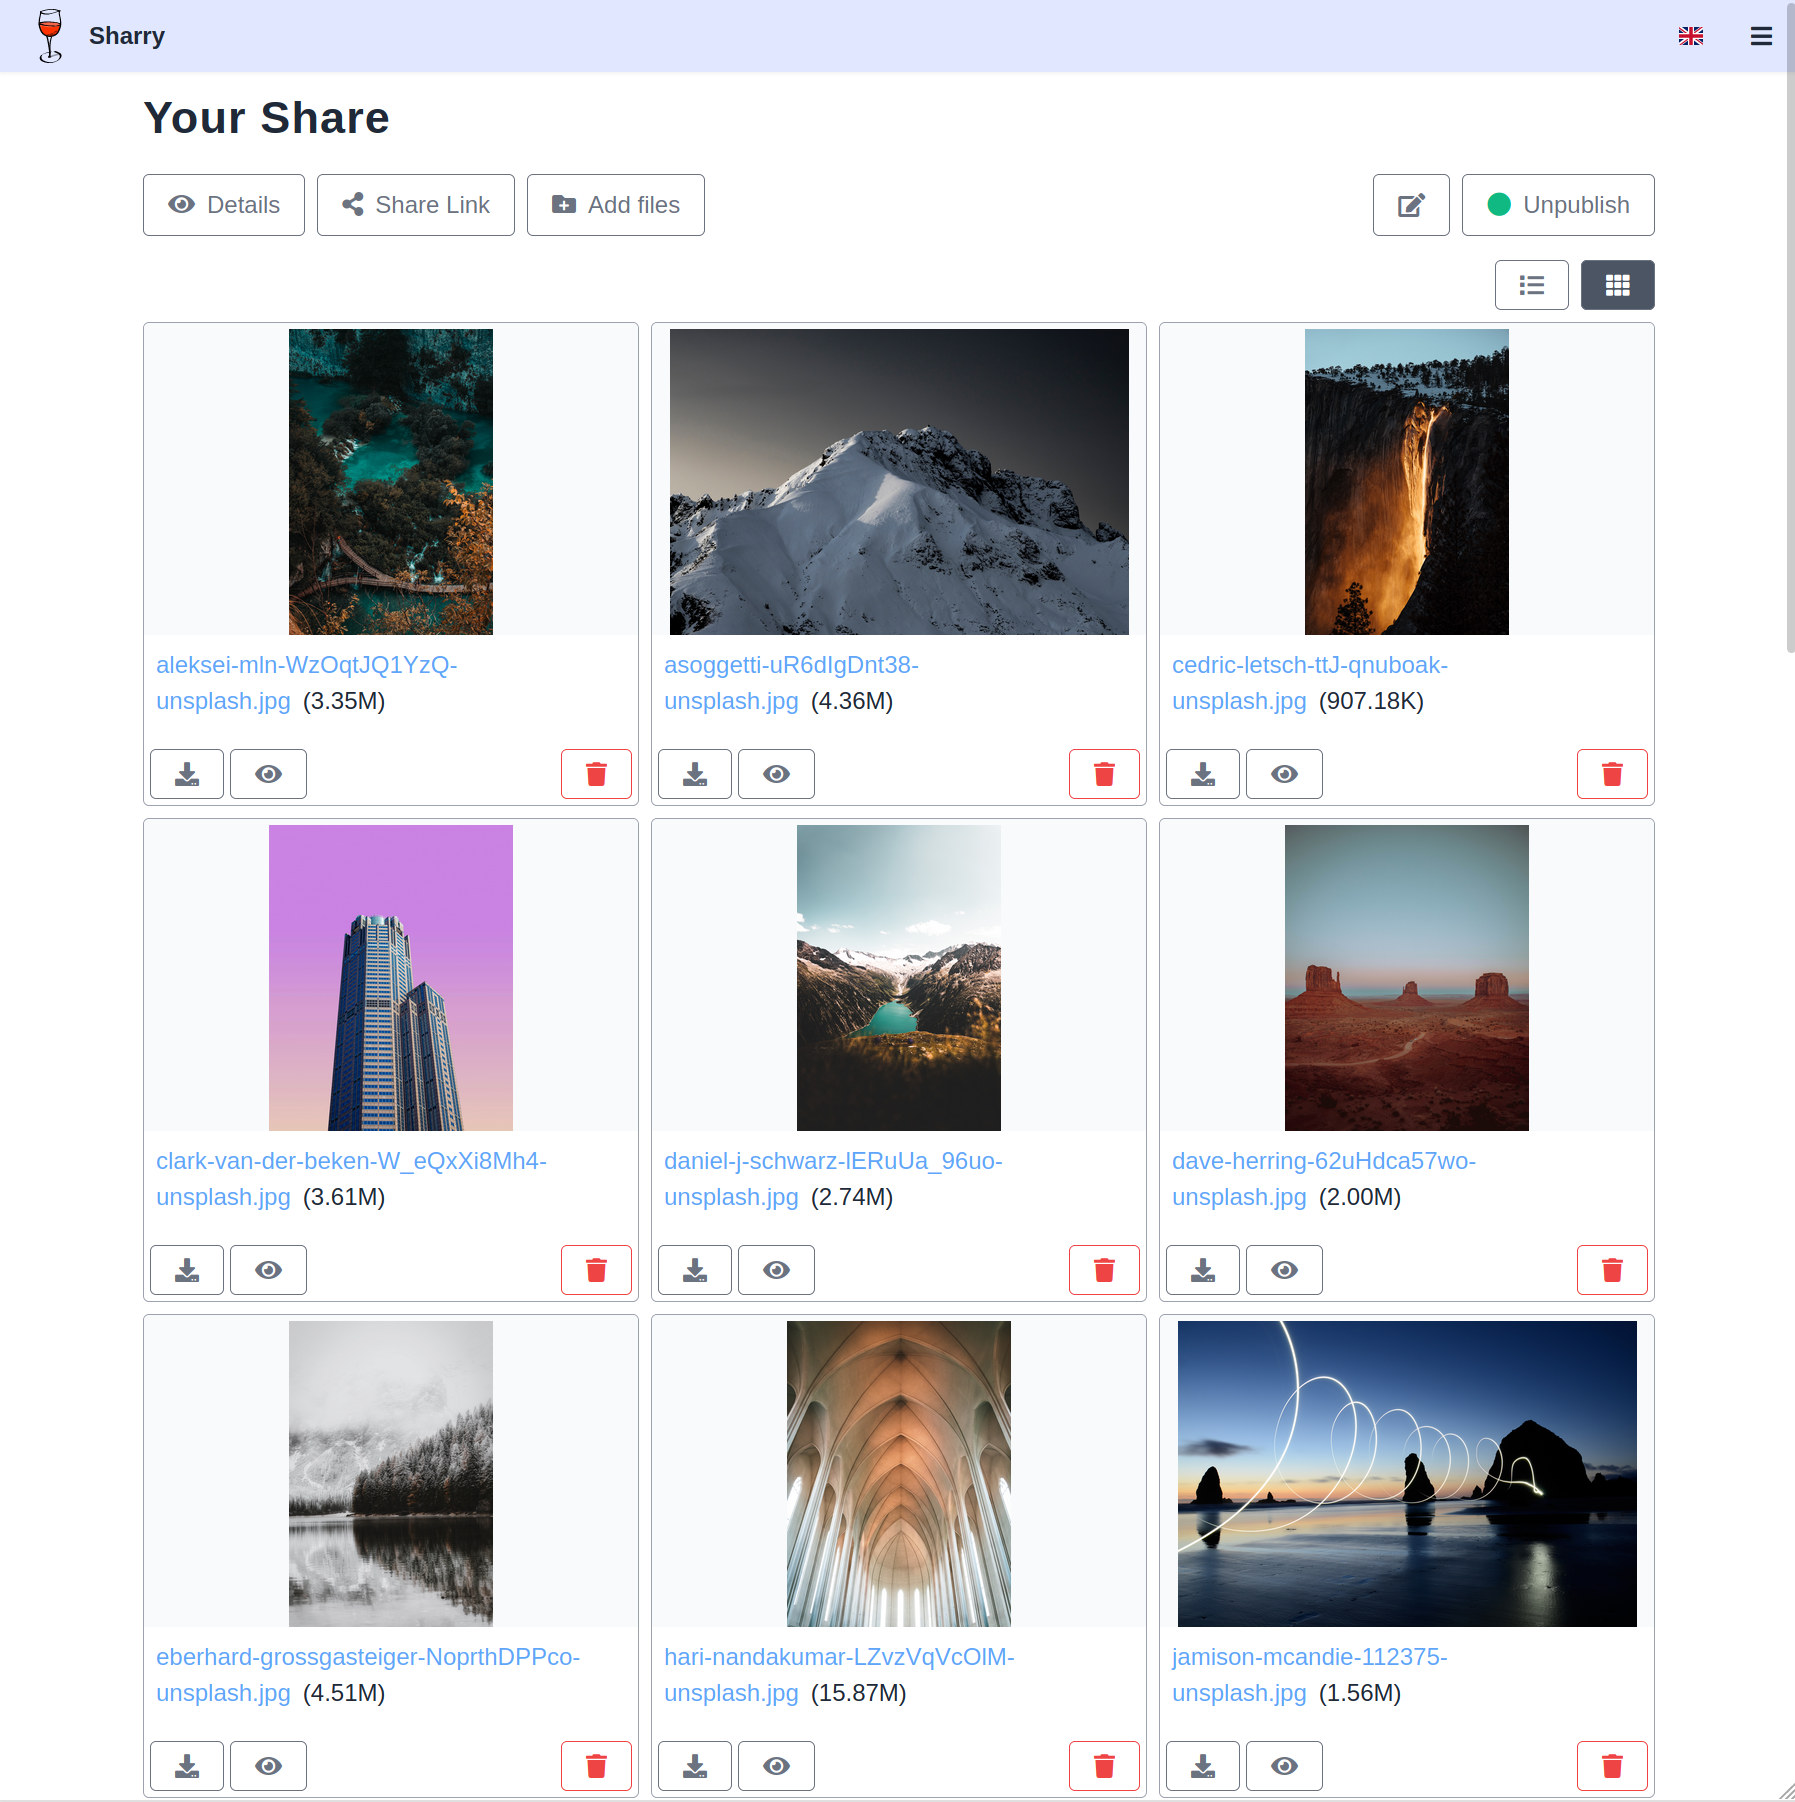 Sharry
Your Share
Details
Share Link
Add files
Unpublish
aleksei-mln-WzOqtJQ1YzQ-
unsplash.jpg (3.35M)
asoggetti-uR6dIgDnt38-
unsplash.jpg (4.36M)
cedric-letsch-ttJ-qnuboak-
unsplash.jpg (907.18K)
clark-van-der-beken-W_eQxXi8Mh4-
unsplash.jpg (3.61M)
daniel-j-schwarz-lERuUa_96uo-
unsplash.jpg (2.74M)
dave-herring-62uHdca57wo-
unsplash.jpg (2.00M)
eberhard-grossgasteiger-NoprthDPPco-
unsplash.jpg (4.51M)
hari-nandakumar-LZvzVqVcOlM-
unsplash.jpg (15.87M)
jamison-mcandie-112375-
unsplash.jpg (1.56M)